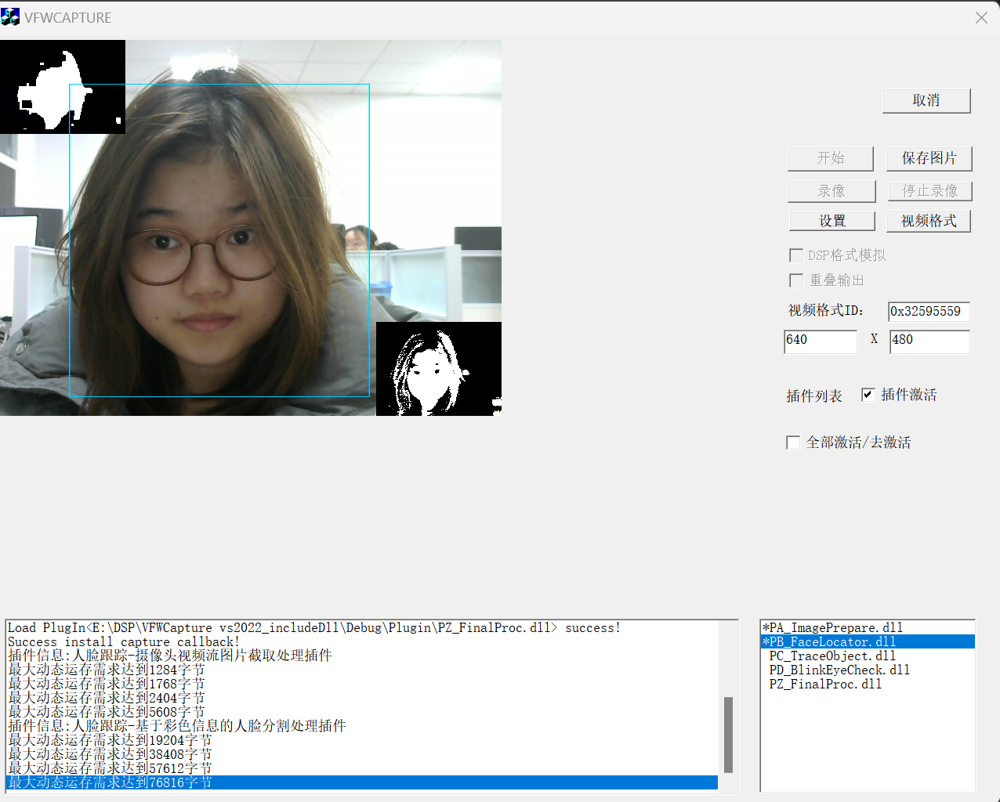 VFWCAPTURE
取消
开始
保存图片
录像
停止录像
设置
视频格式
DSP格式模拟
重叠输出
视频格式ID:
0x32595559
640
X
480
插件列表
插件激活
全部激活/去激活
Load PlugIn<E:\DSP\VFWCapture vs2022_includeDll\Debug\Plugin\PZ_FinalProc.dll> success!
Success install capture callback!
插件信息:人脸跟踪-摄像头视频流图片截取处理插件
最大动态运存需求达到1284字节
最大动态运存需求达到1768字节
最大动态运存需求达到2404字节
最大动态运存需求达到5608字节
插件信息:人脸跟踪-基于彩色信息的人脸分割处理插件
最大动态运存需求达到19204字节
最大动态运存需求达到38408字节
最大动态运存需求达到57612字节
最大动态运存需求达到76816字节
*PA_ImagePrepare.dll
*PB_FaceLocator.dll
PC_TraceObject.dll
PD_BlinkEyeCheck.dll
PZ_FinalProc.dll